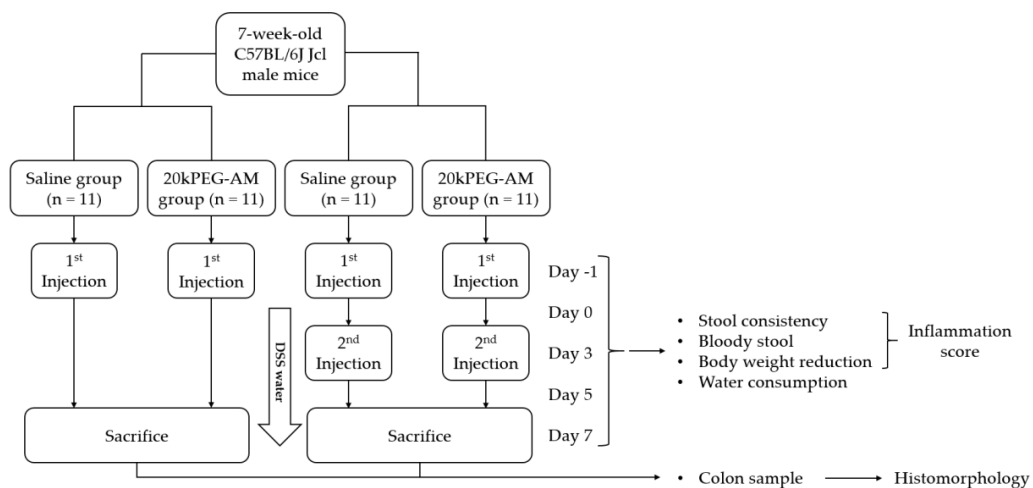 7-week-old
C57BL/6J Jcl
male mice
Saline group
(n = 11)
20kPEG-AM
group (n = 11)
Saline group
(n = 11)
20kPEG-AM
group (n = 11)
1st
Injection
1st
Injection
1st
Injection
1st
Injection
Day -1
Day 0
DSS water
2nd
Injection
2nd
Injection
Day 3
Day 5
Day 7
• Stool consistency
• Bloody stool
• Body weight reduction
• Water consumption
Inflammation
score
Sacrifice
Sacrifice
• Colon sample
Histomorphology